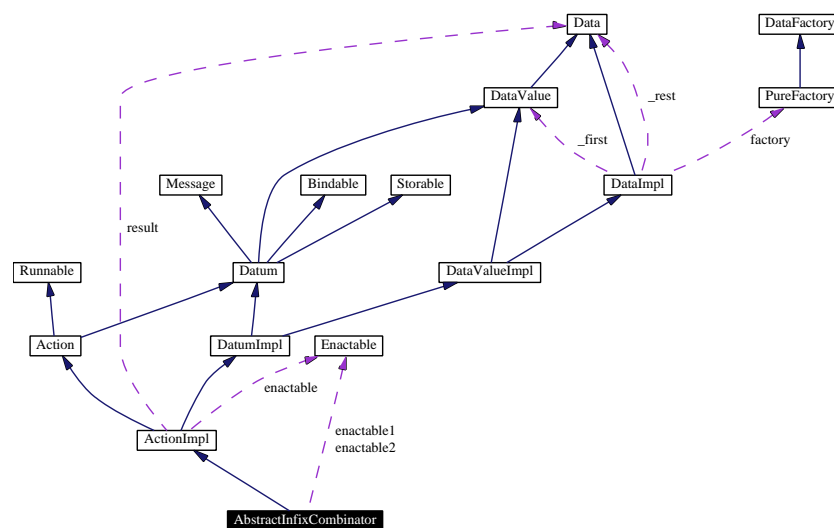 Data
DataFactory
_rest
DataValue
PureFactory
_first
factory
Message
Bindable
Storable
DataImpl
result
Runnable
Datum
DataValueImpl
Action
DatumImpl
Enactable
enactable
enactable1
ActionImpl
enactable2
AbstractInfixCombinator